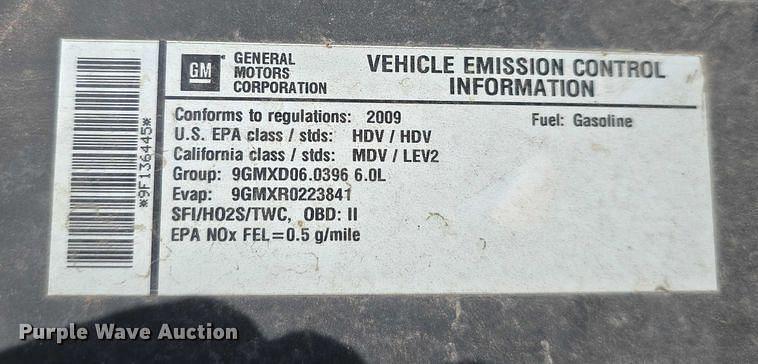 GM
GENERAL
MOTORS
CORPORATION
VEHICLE EMISSION CONTROL
INFORMATION
Conforms to regulations: 2009
Fuel: Gasoline
U.S. EPA class / stds: HDV / HDV
California class / stds: MDV / LEV2
Group: 9GMXD06.0396 6.0L
Evap: 9GMXR0223841
SFI/HO2S/TWC, OBD: II
EPA NOx FEL=0.5 g/mile
*9F136445*
Purple Wave Auction